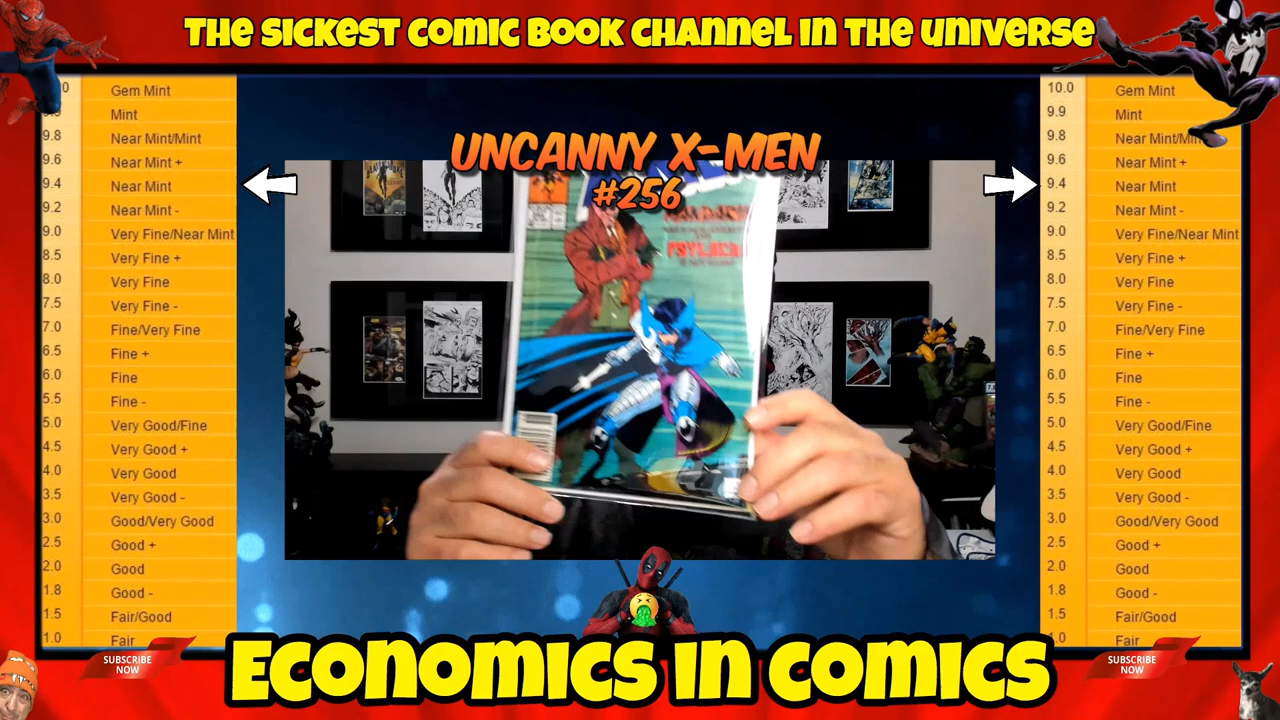 The sickest comic book channel in the universe
UNCANNY X-MEN
#256
PSYLOCKE
0 Gem Mint
Mint
9.8 Near Mint/Mint
9.6 Near Mint +
9.4 Near Mint
9.2 Near Mint -
9.0 Very Fine/Near Mint
8.5 Very Fine +
8.0 Very Fine
7.5 Very Fine -
7.0 Fine/Very Fine
6.5 Fine +
6.0 Fine
5.5 Fine -
5.0 Very Good/Fine
4.5 Very Good +
4.0 Very Good
3.5 Very Good -
3.0 Good/Very Good
2.5 Good +
2.0 Good
1.8 Good -
1.5 Fair/Good
1.0 Fair
10.0 Gem Mint
9.9 Mint
9.8 Near Mint/Mint
9.6 Near Mint +
9.4 Near Mint
9.2 Near Mint -
9.0 Very Fine/Near Mint
8.5 Very Fine +
8.0 Very Fine
7.5 Very Fine -
7.0 Fine/Very Fine
6.5 Fine +
6.0 Fine
5.5 Fine -
5.0 Very Good/Fine
4.5 Very Good +
4.0 Very Good
3.5 Very Good -
3.0 Good/Very Good
2.5 Good +
2.0 Good
1.8 Good -
1.5 Fair/Good
1.0 Fair
SUBSCRIBE
NOW
SUBSCRIBE
NOW
Economics in comics